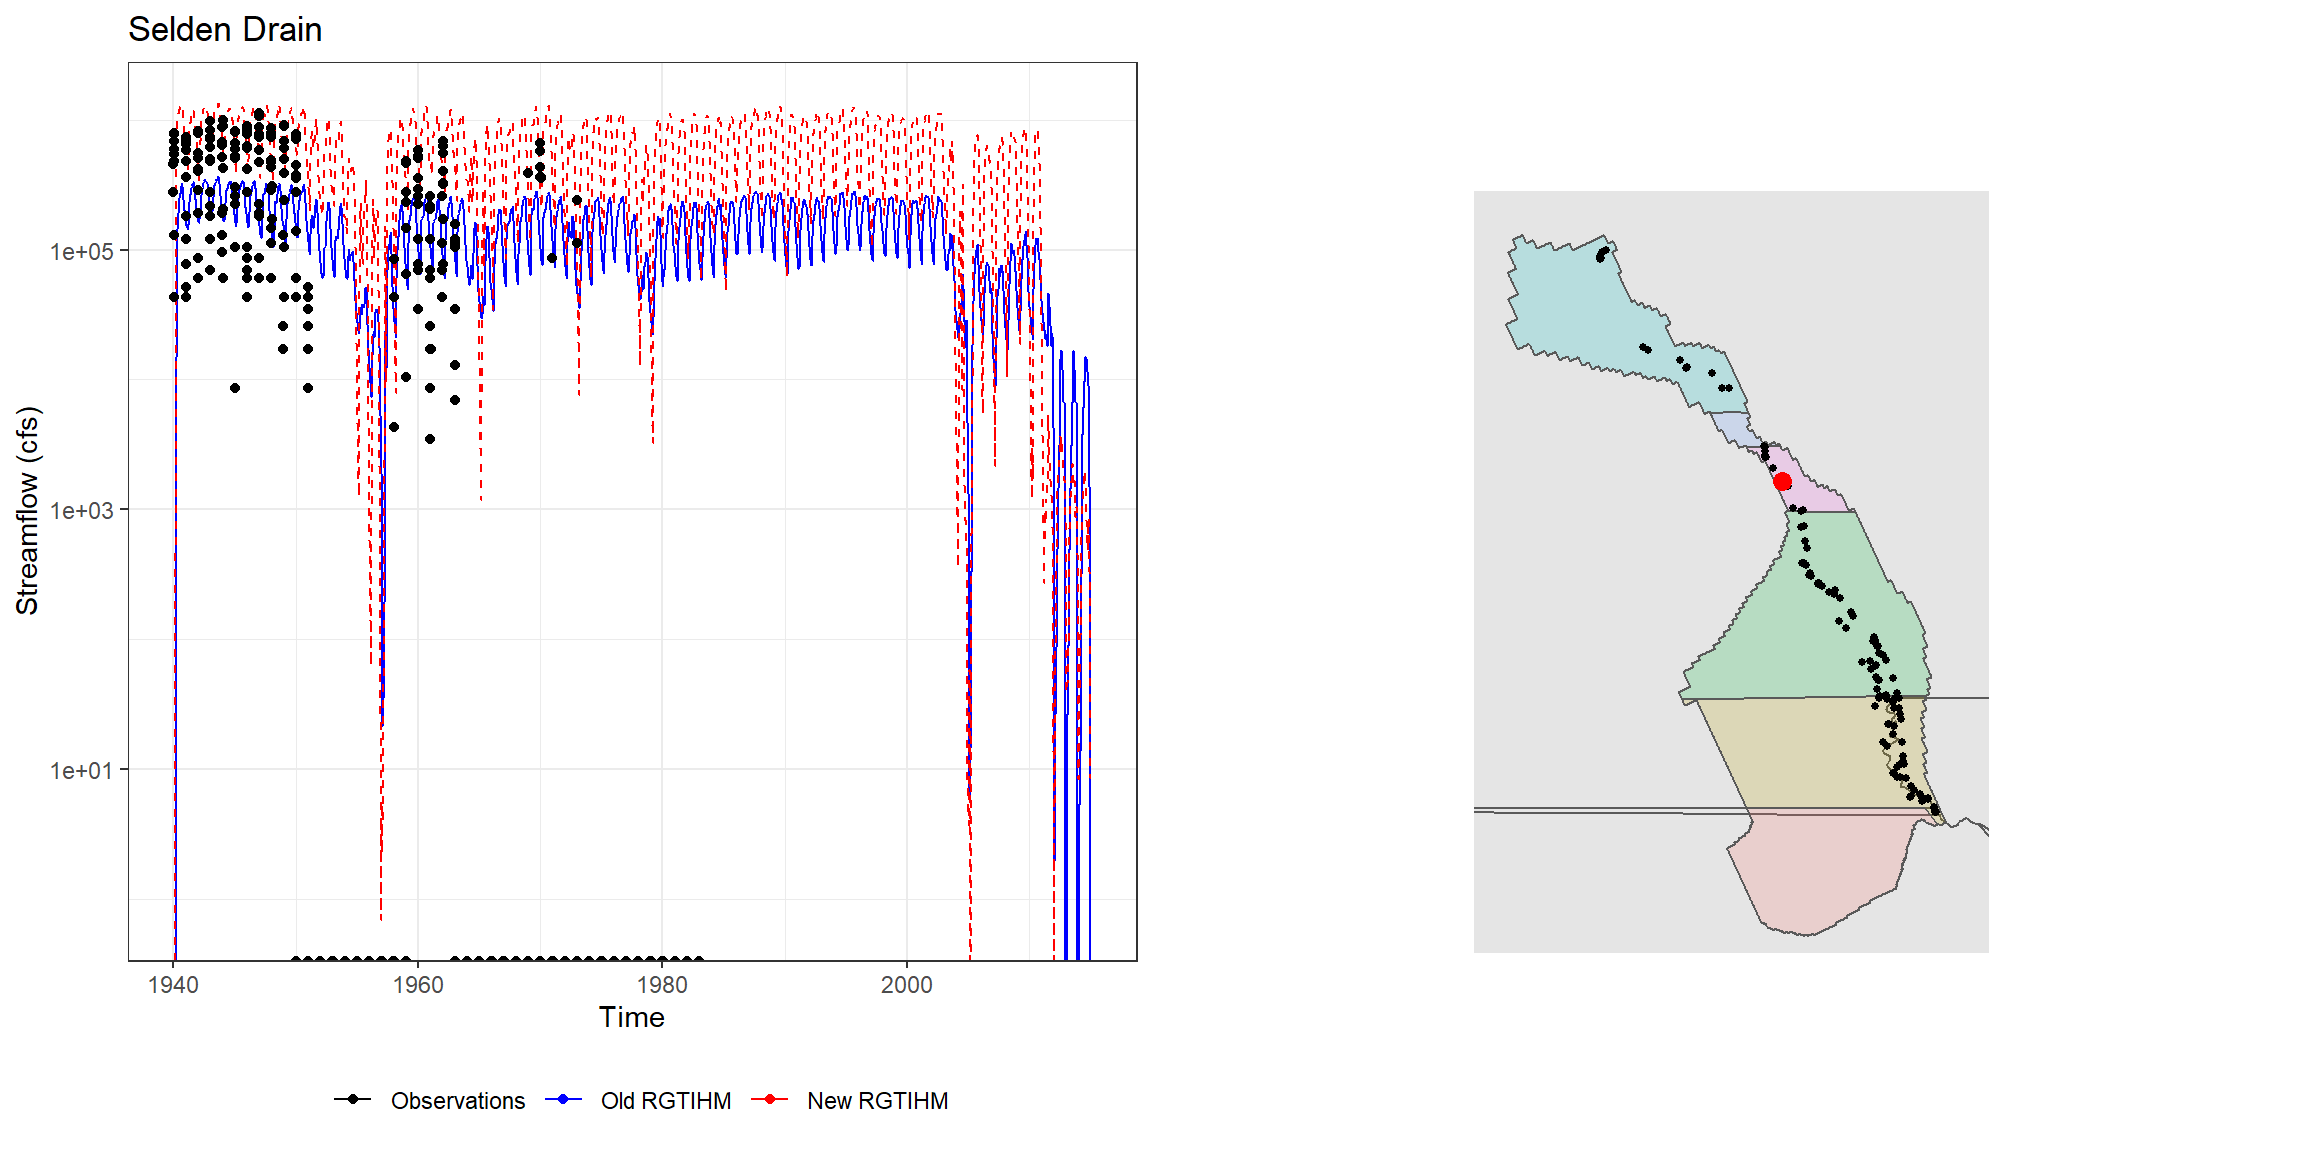 Selden Drain
Streamflow (cfs)
1e+05
1e+03
1e+01
1940 1960 1980 2000
Time
Observations Old RGTIHM New RGTIHM